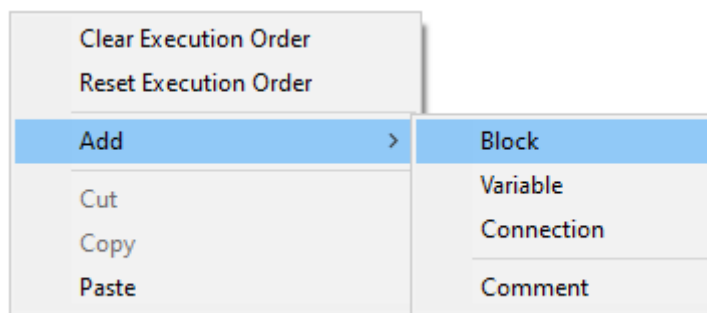 Clear Execution Order
Reset Execution Order
Add
Cut
Copy
Paste
Block
Variable
Connection
Comment